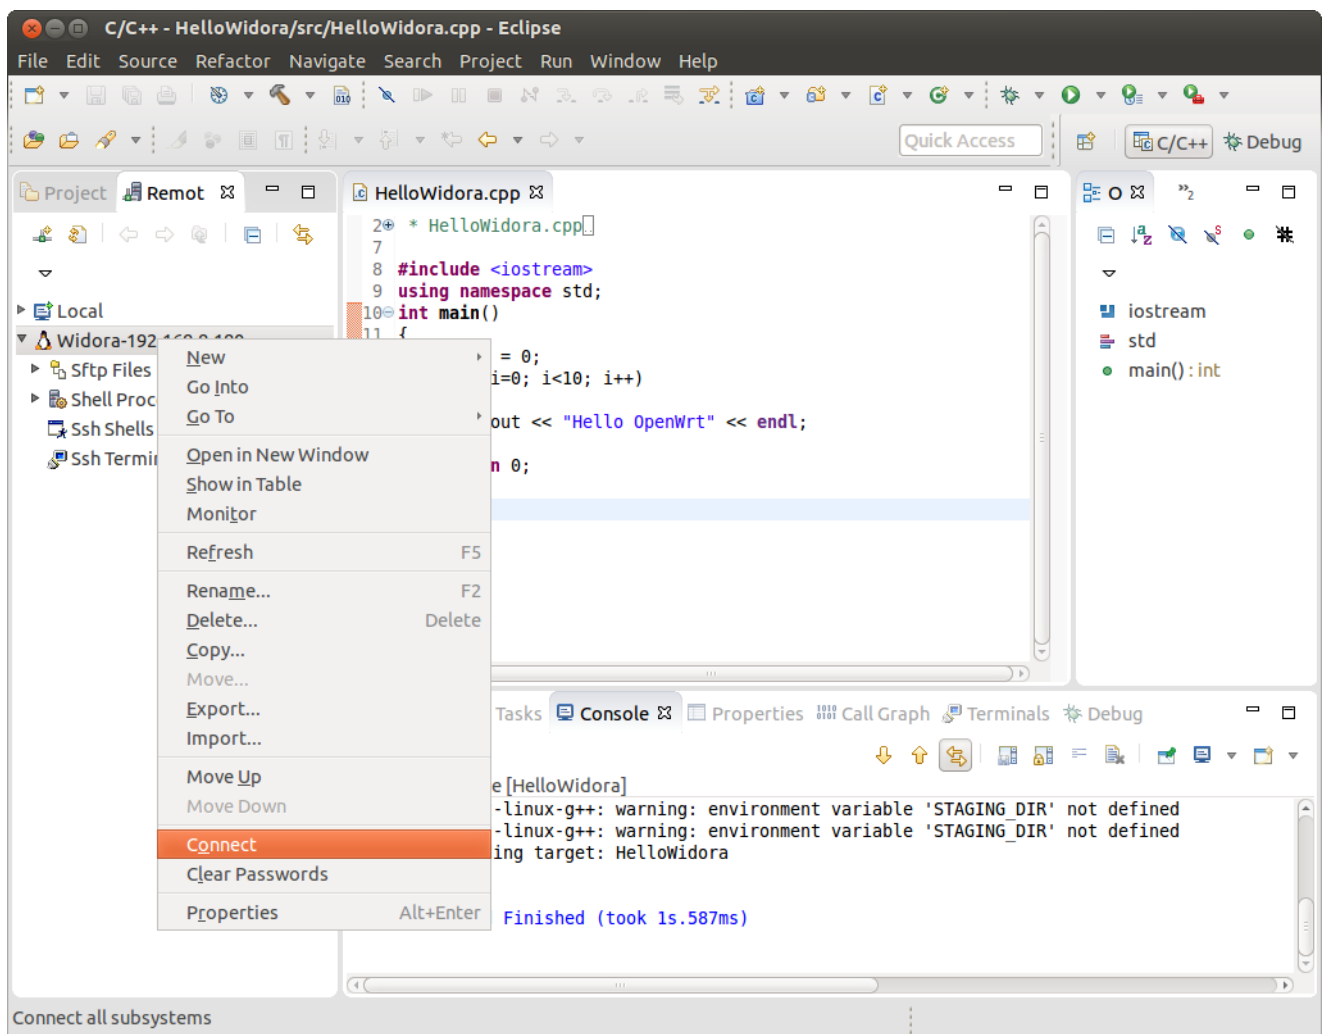 C/C++ - HelloWidora/src/HelloWidora.cpp - Eclipse
File Edit Source Refactor Navigate Search Project Run Window Help
010
Quick Access C/C++ Debug
Project Remot
HelloWidora.cpp
O »2
2 * HelloWidora.cpp
7
8 #include <iostream>
9 using namespace std;
10 int main()
11 {
= 0;
i=0; i<10; i++)
out << "Hello OpenWrt" << endl;
n 0;
Local
Widora-192
Sftp Files
Shell Proc
Ssh Shells
Ssh Termin
New
Go Into
Go To
Open in New Window
Show in Table
Monitor
Refresh F5
Rename... F2
Delete... Delete
Copy...
Move...
Export...
Import...
Move Up
Move Down
Connect
Clear Passwords
Properties Alt+Enter
iostream
std
main() : int
Tasks Console Properties Call Graph Terminals Debug
e [HelloWidora]
-linux-g++: warning: environment variable 'STAGING_DIR' not defined
-linux-g++: warning: environment variable 'STAGING_DIR' not defined
ing target: HelloWidora
Finished (took 1s.587ms)
Connect all subsystems